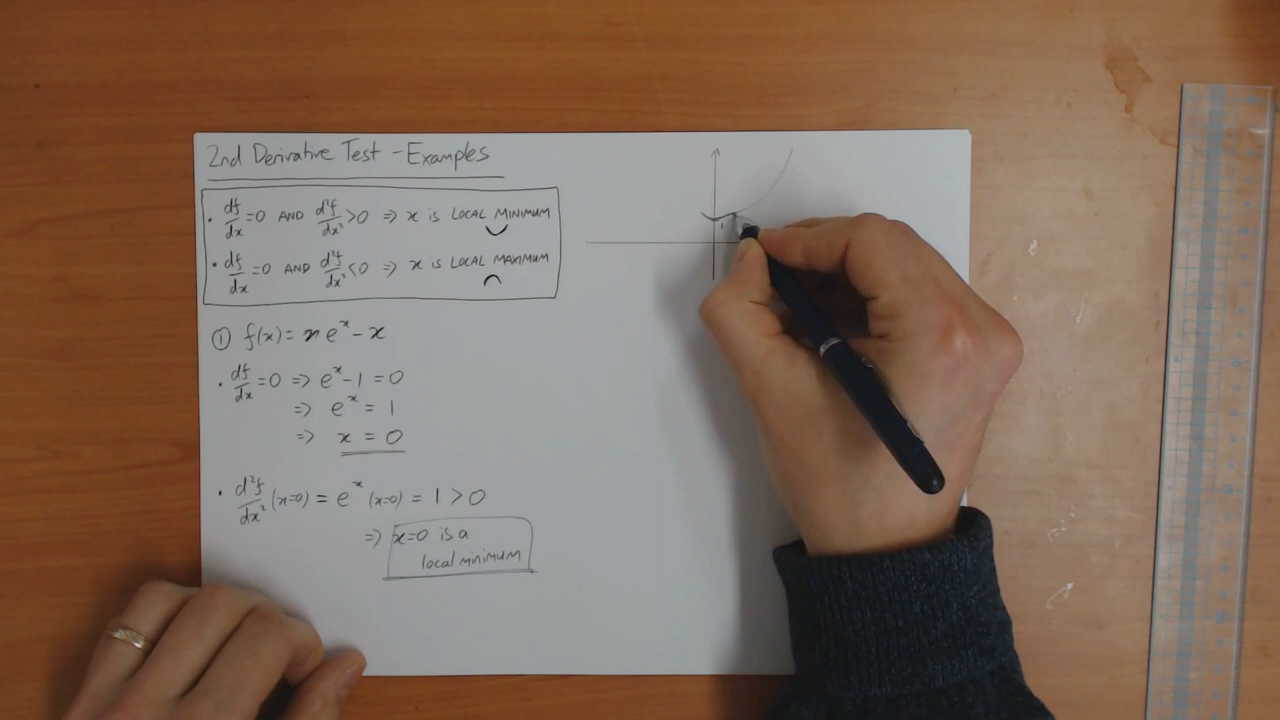 2nd Derivative Test - Examples
• df/dx = 0 AND d²f/dx² > 0 ⇒ x is LOCAL MINIMUM
• df/dx = 0 AND d²f/dx² < 0 ⇒ x is LOCAL MAXIMUM
① f(x) = e^x - x
• df/dx = 0 ⇒ e^x - 1 = 0
⇒ e^x = 1
⇒ x = 0
• d²f/dx² (x=0) = e^x (x=0) = 1 > 0
⇒ x=0 is a
local minimum
1